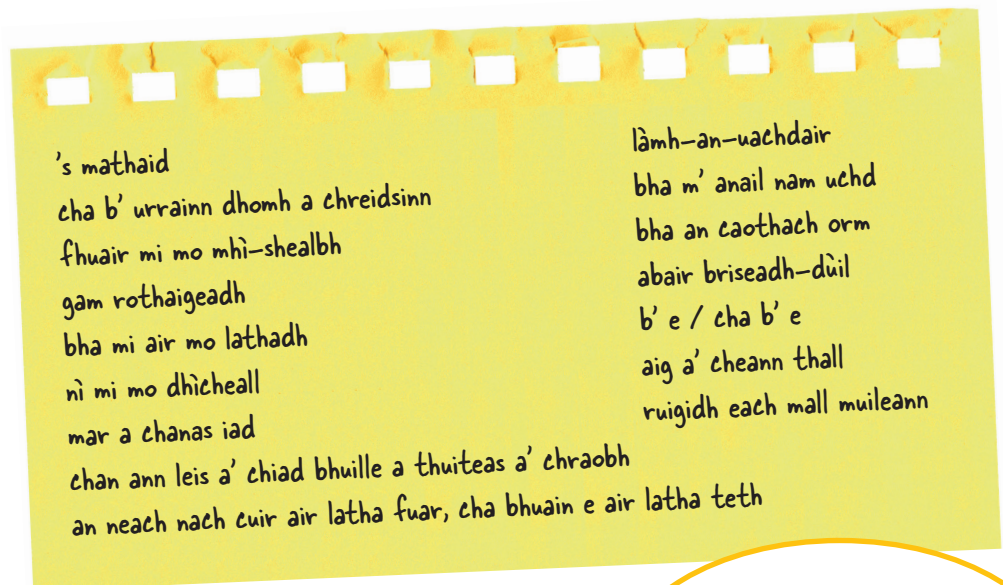 's mathaid
cha b' urrainn dhomh a chreidsinn
fhuair mi mo mhì-shealbh
gam rothaigeadh
bha mi air mo lathadh
nì mi mo dhìcheall
mar a chanas iad
chan ann leis a' chiad bhuille a thuiteas a' chraobh
an neach nach cuir air latha fuar, cha bhuain e air latha teth
làmh-an-uachdair
bha m' anail nam uchd
bha an caothach orm
abair briseadh-dùil
b' e / cha b' e
aig a' cheann thall
ruigidh each mall muileann